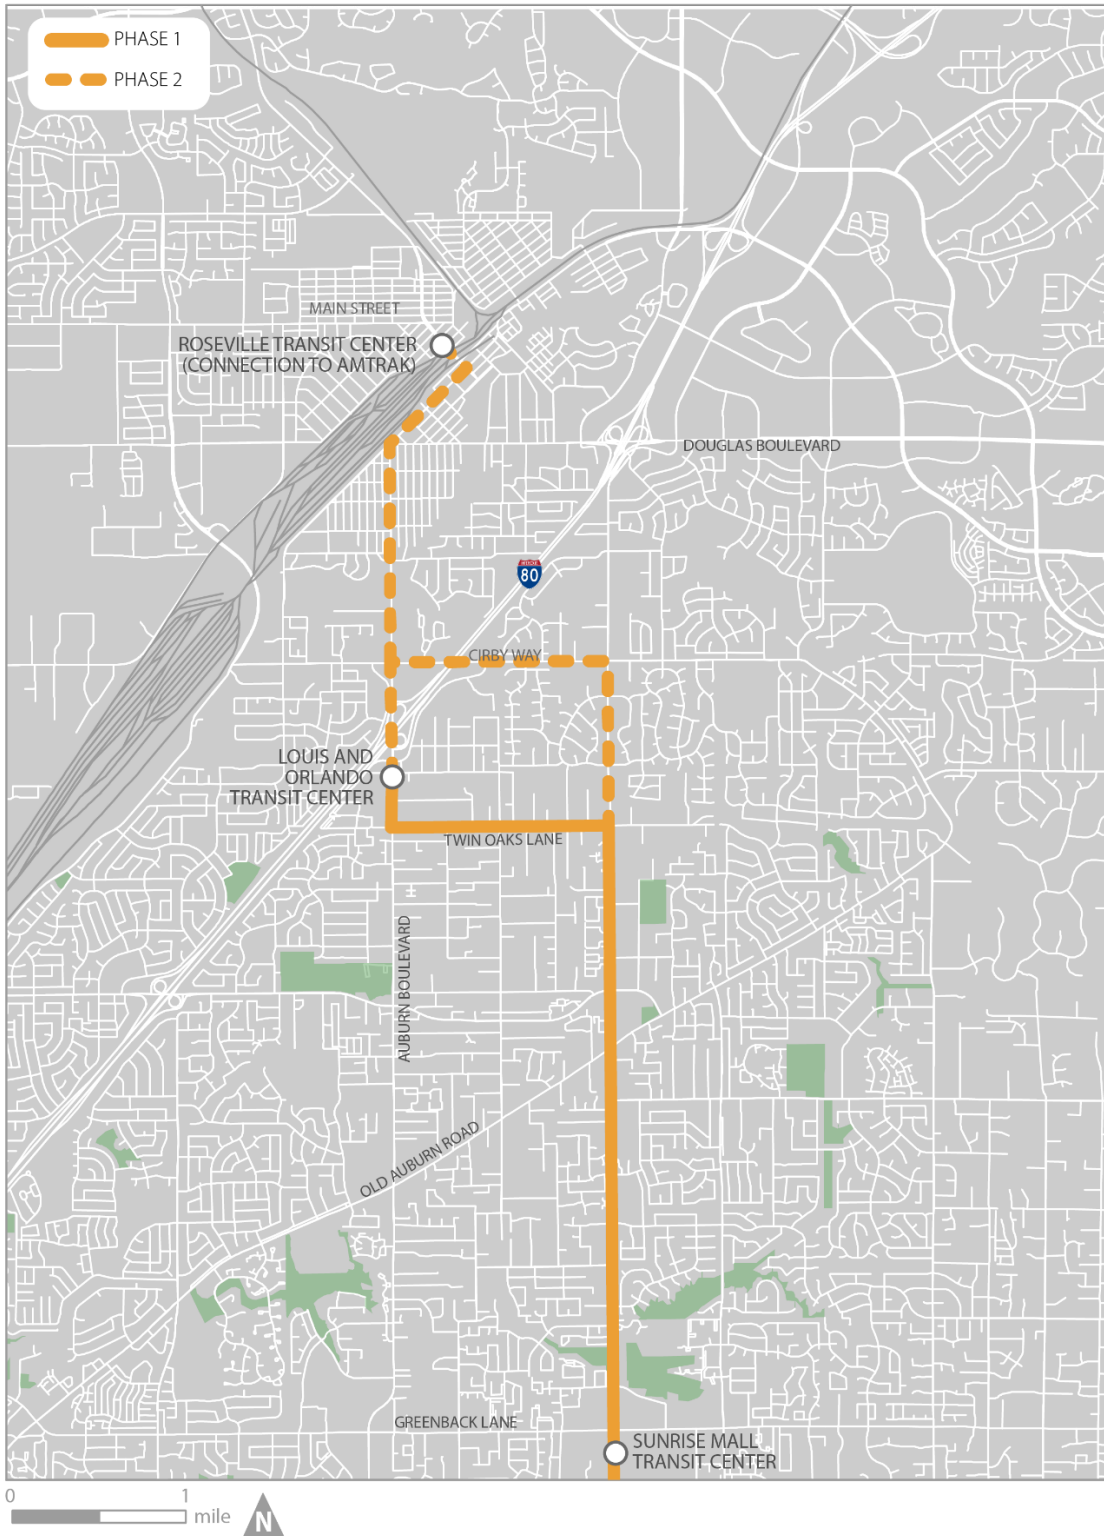 PHASE 1
PHASE 2
MAIN STREET
ROSEVILLE TRANSIT CENTER
(CONNECTION TO AMTRAK)
DOUGLAS BOULEVARD
80
CIRBY WAY
LOUIS AND
ORLANDO
TRANSIT CENTER
TWIN OAKS LANE
AUBURN BOULEVARD
OLD AUBURN ROAD
GREENBACK LANE
SUNRISE MALL
TRANSIT CENTER
0 1
mile
N